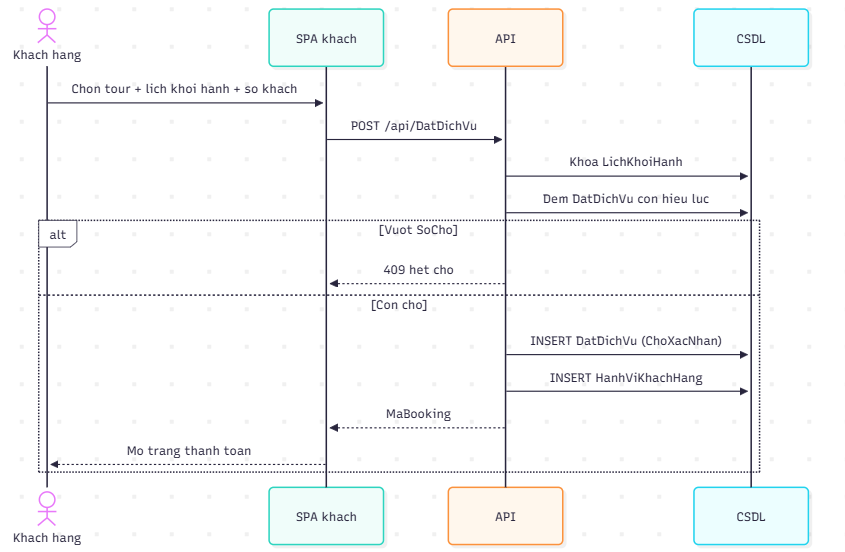 Khach hang
SPA khach
API
CSDL
Chon tour + lich khoi hanh + so khach
POST /api/DatDichVu
Khoa LichKhoiHanh
Dem DatDichVu con hieu luc
alt
[Vuot SoCho]
409 het cho
[Con cho]
INSERT DatDichVu (ChoXacNhan)
INSERT HanhViKhachHang
MaBooking
Mo trang thanh toan
Khach hang
SPA khach
API
CSDL